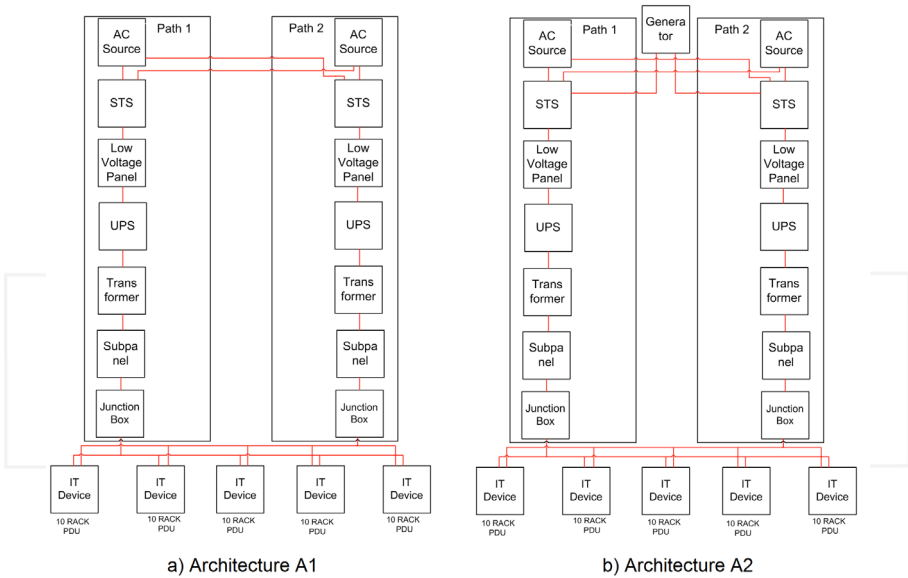 Path 1
AC
Source
STS
Low
Voltage
Panel
UPS
Trans
former
Subpa
nel
Junction
Box
Path 2
AC
Source
STS
Low
Voltage
Panel
UPS
Trans
former
Subpa
nel
Junction
Box
IT
Device
10 RACK
PDU
IT
Device
10 RACK
PDU
IT
Device
10 RACK
PDU
IT
Device
10 RACK
PDU
IT
Device
10 RACK
PDU
a) Architecture A1
Path 1
AC
Source
STS
Low
Voltage
Panel
UPS
Trans
former
Subpa
nel
Junction
Box
Genera
tor
Path 2
AC
Source
STS
Low
Voltage
Panel
UPS
Trans
former
Subpa
nel
Junction
Box
IT
Device
10 RACK
PDU
IT
Device
10 RACK
PDU
IT
Device
10 RACK
PDU
IT
Device
10 RACK
PDU
IT
Device
10 RACK
PDU
b) Architecture A2